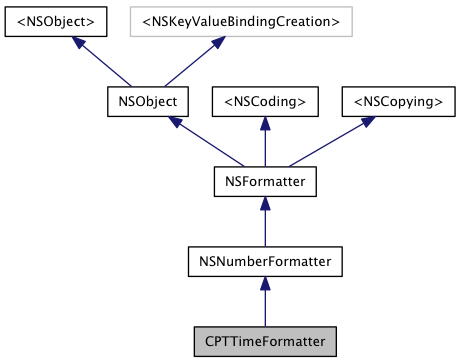 <NSObject>
<NSKeyValueBindingCreation>
NSObject
<NSCoding>
<NSCopying>
NSFormatter
NSNumberFormatter
CPTTimeFormatter